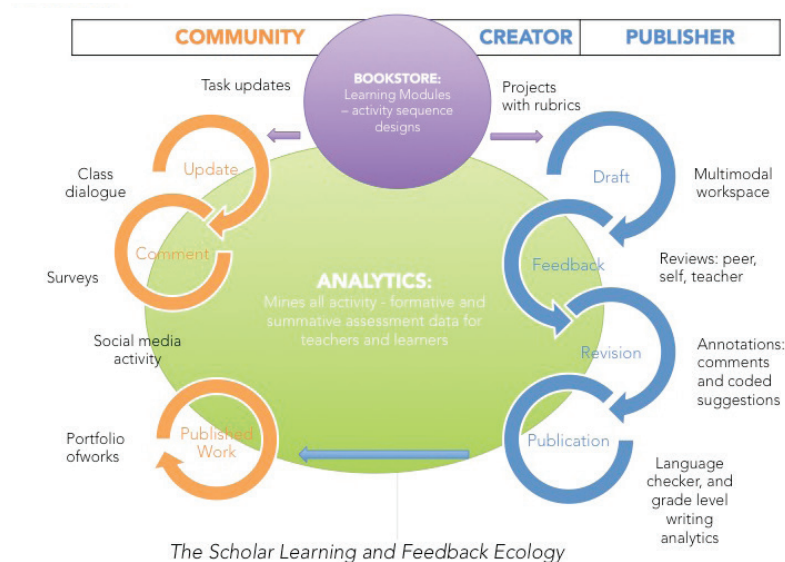 COMMUNITY
CREATOR
PUBLISHER
BOOKSTORE:
Learning Modules
– activity sequence
designs
Task updates
Projects
with rubrics
Update
Class
dialogue
Comment
Surveys
Social media
activity
Published
Work
Portfolio
ofworks
ANALYTICS:
Mines all activity - formative and
summative assessment data for
teachers and learners
Draft
Multimodal
workspace
Feedback
Reviews: peer,
self, teacher
Revision
Annotations:
comments
and coded
suggestions
Publication
Language
checker, and
grade level
writing
analytics
The Scholar Learning and Feedback Ecology